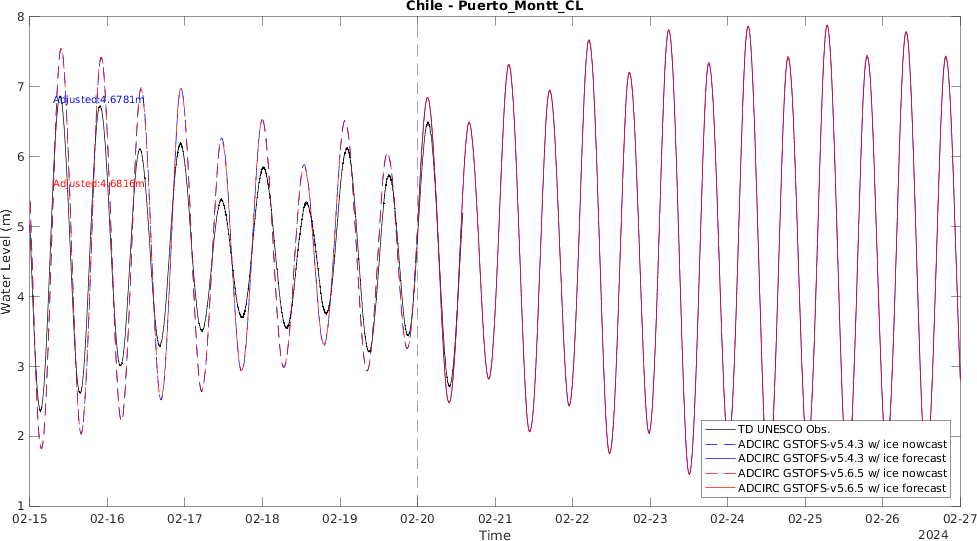 Chile - Puerto_Montt_CL
8
7
6
5
4
3
2
1
Water Level (m)
Adjusted:4.6781m
Adjusted:4.6816m
TD UNESCO Obs.
ADCIRC GSTOFS-v5.4.3 w/ ice nowcast
ADCIRC GSTOFS-v5.4.3 w/ ice forecast
ADCIRC GSTOFS-v5.6.5 w/ ice nowcast
ADCIRC GSTOFS-v5.6.5 w/ ice forecast
02-15 02-16 02-17 02-18 02-19 02-20 02-21 02-22 02-23 02-24 02-25 02-26 02-27
Time
2024